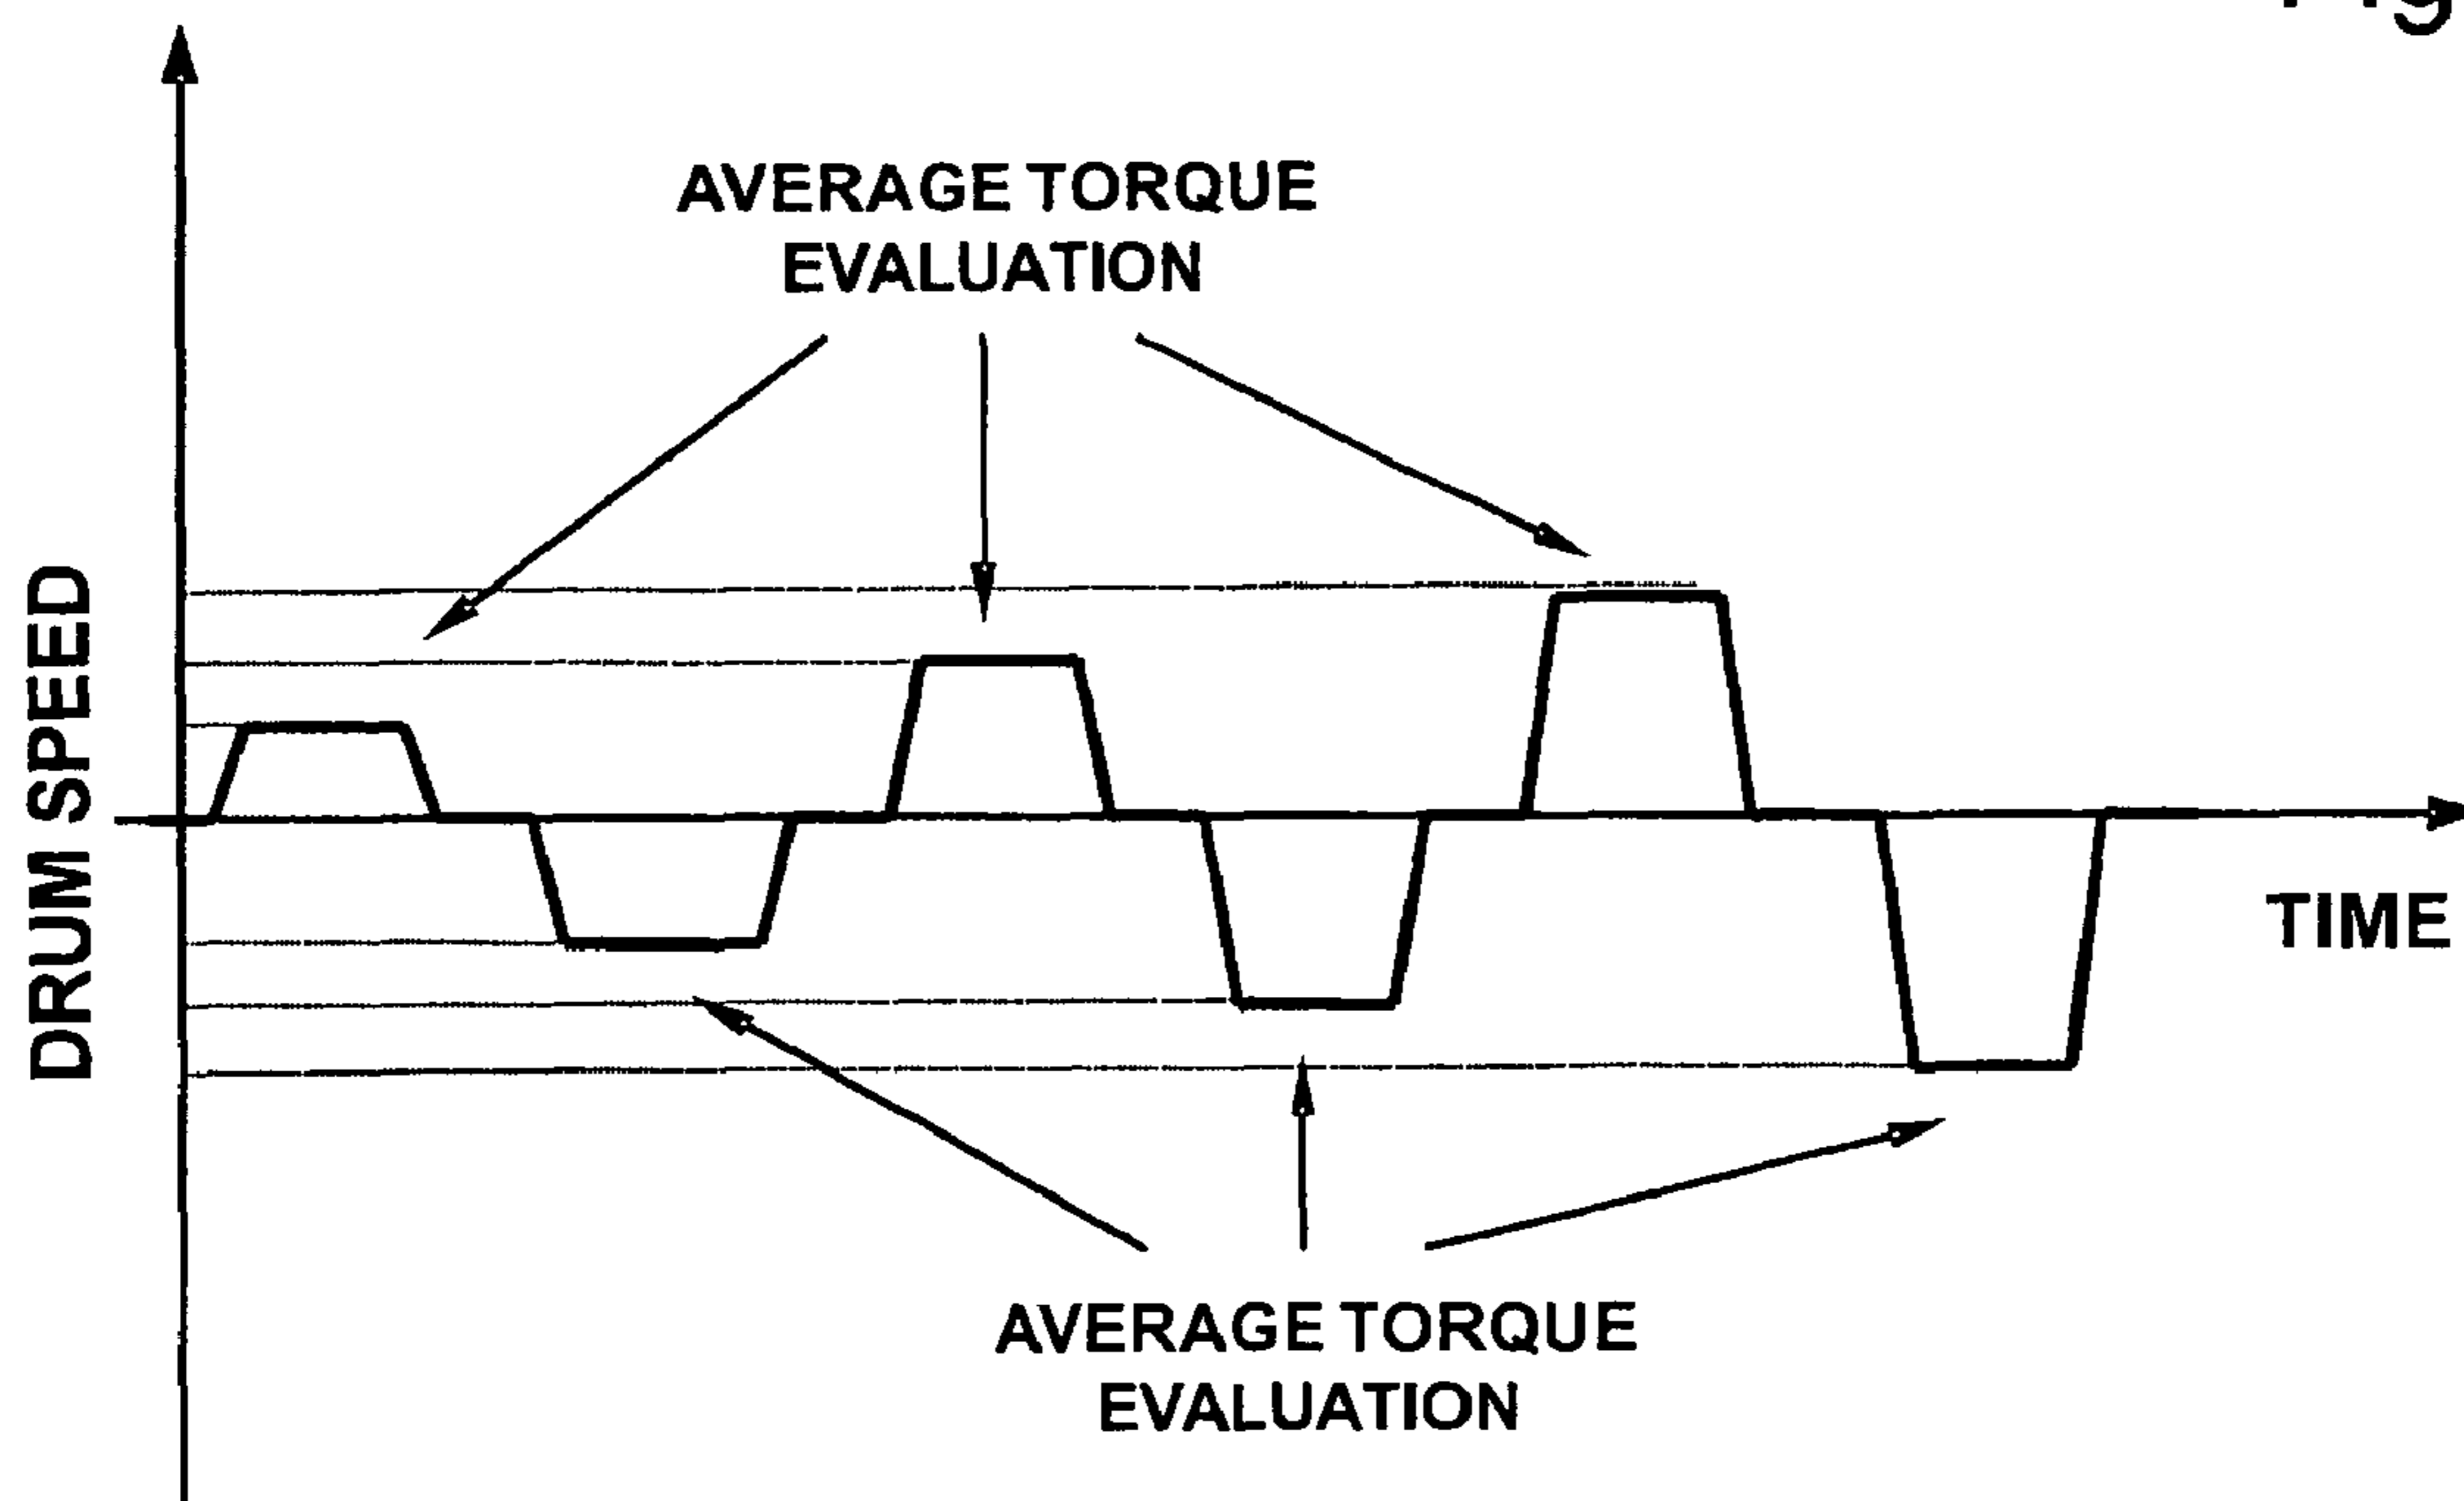 AVERAGE TORQUE
EVALUATION
DRUM SPEED
TIME
AVERAGE TORQUE
EVALUATION